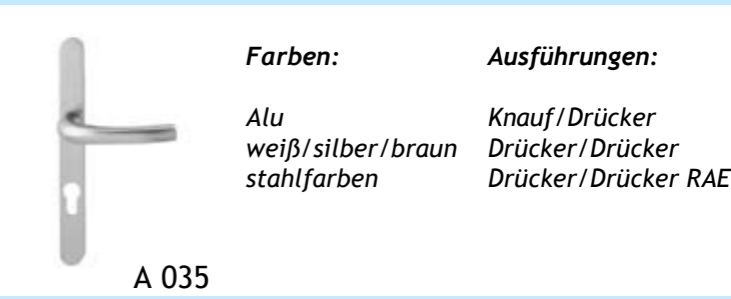 Farben: Ausführungen:
Alu Knauf/Drücker
weiß/silber/braun Drücker/Drücker
stahlfarben Drücker/Drücker RAE
A 035